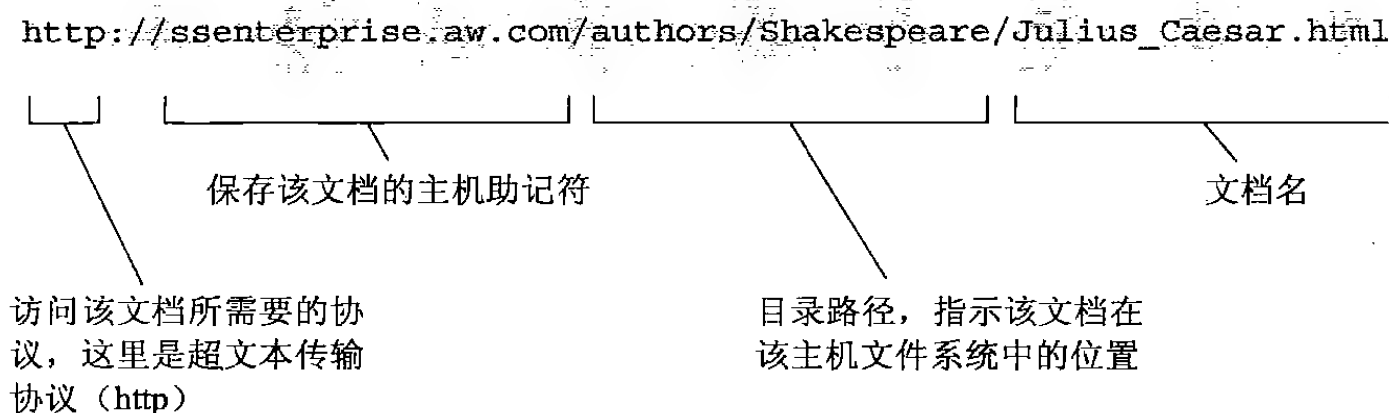 http://ssenterprise.aw.com/authors/Shakespeare/Julius_Caesar.html
保存该文档的主机助记符
文档名
访问该文档所需要的协
议，这里是超文本传输
协议（http）
目录路径，指示该文档在
该主机文件系统中的位置